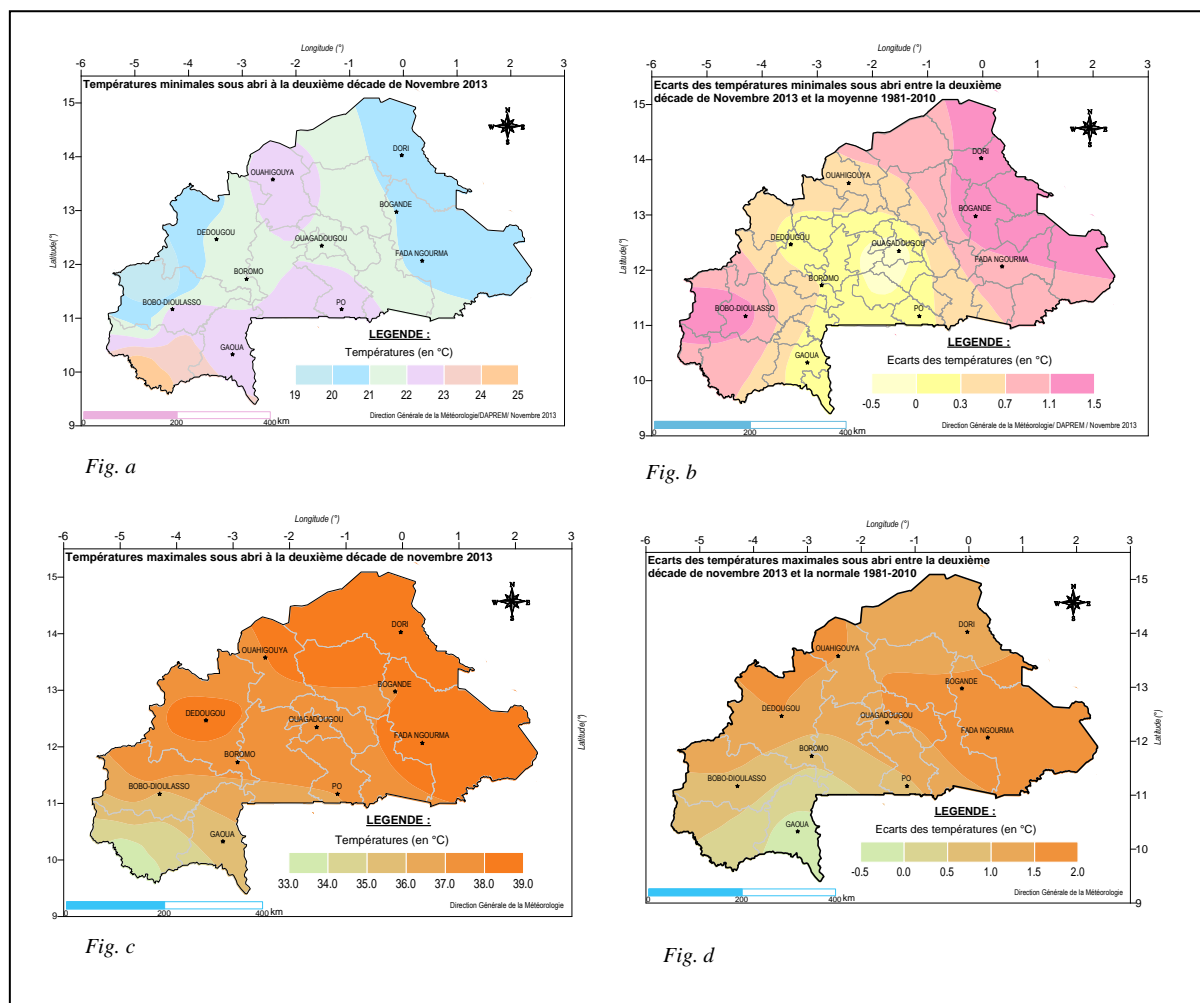 Longitude (°)
-6 -5 -4 -3 -2 -1 0 1 2 3
Températures minimales sous abri à la deuxième décade de Novembre 2013
15
14
13
12
11
10
9
Latitude(°)
N
W E
S
DORI
OUAHIGOUYA
BOGANDE
DEDOUGOU
OUAGADOUGOU
FADA NGOURMA
BOROMO
BOBO-DIOULASSO
PO
GAOUA
LEGENDE :
Températures (en °C)
19 20 21 22 23 24 25
0 200 400 km
Direction Générale de la Météorologie/DAPREM/ Novembre 2013
Fig. a
Longitude (°)
-6 -5 -4 -3 -2 -1 0 1 2 3
Ecarts des températures minimales sous abri entre la deuxième
décade de Novembre 2013 et la moyenne 1981-2010
15
14
13
12
11
10
9
Latitude(°)
N
W E
S
DORI
OUAHIGOUYA
BOGANDE
DEDOUGOU
OUAGADOUGOU
FADA NGOURMA
BOROMO
BOBO-DIOULASSO
PO
GAOUA
LEGENDE :
Ecarts des températures (en °C)
-0.5 0 0.3 0.7 1.1 1.5
0 200 400 km
Direction Générale de la Météorologie/ DAPREM / Novembre 2013
Fig. b
Longitude (°)
-6 -5 -4 -3 -2 -1 0 1 2 3
Températures maximales sous abri à la deuxième décade de novembre 2013
15
14
13
12
11
10
9
Latitude (°)
N
W E
S
DORI
OUAHIGOUYA
BOGANDE
DEDOUGOU
OUAGADOUGOU
FADA NGOURMA
BOROMO
BOBO-DIOULASSO
PO
GAOUA
LEGENDE :
Températures (en °C)
33.0 34.0 35.0 36.0 37.0 38.0 39.0
0 200 400 km
Direction Générale de la Météorologie
Fig. c
Longitude (°)
-6 -5 -4 -3 -2 -1 0 1 2 3
Ecarts des températures maximales sous abri entre la deuxième
décade de novembre 2013 et la normale 1981-2010
15
14
13
12
11
10
9
Latitude(°)
N
W E
S
DORI
OUAHIGOUYA
BOGANDE
DEDOUGOU
OUAGADOUGOU
FADA NGOURMA
BOROMO
BOBO-DIOULASSO
PO
GAOUA
LEGENDE :
Ecarts des températures (en °C)
-0.5 0.0 0.5 1.0 1.5 2.0
0 200 400 km
Direction Générale de la Météorologie
Fig. d